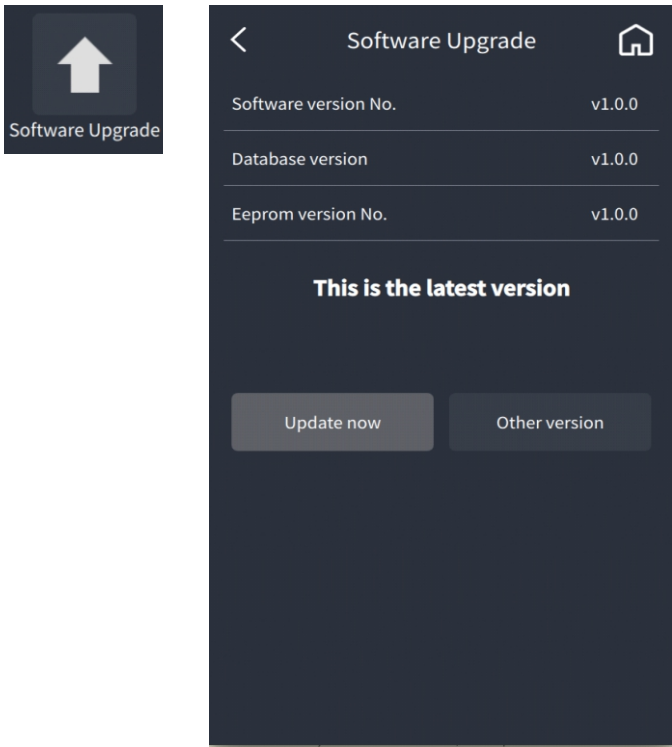 Software Upgrade
Software Upgrade
Software version No. v1.0.0
Database version v1.0.0
Eeprom version No. v1.0.0
This is the latest version
Update now Other version